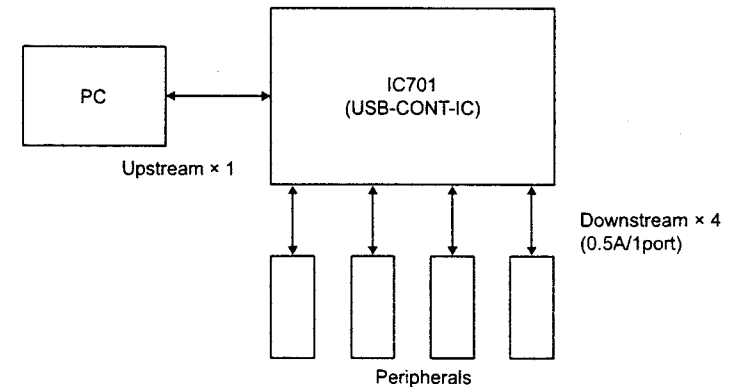 PC
IC701
(USB-CONT-IC)
Upstream × 1
Downstream × 4
(0.5A/1port)
Peripherals